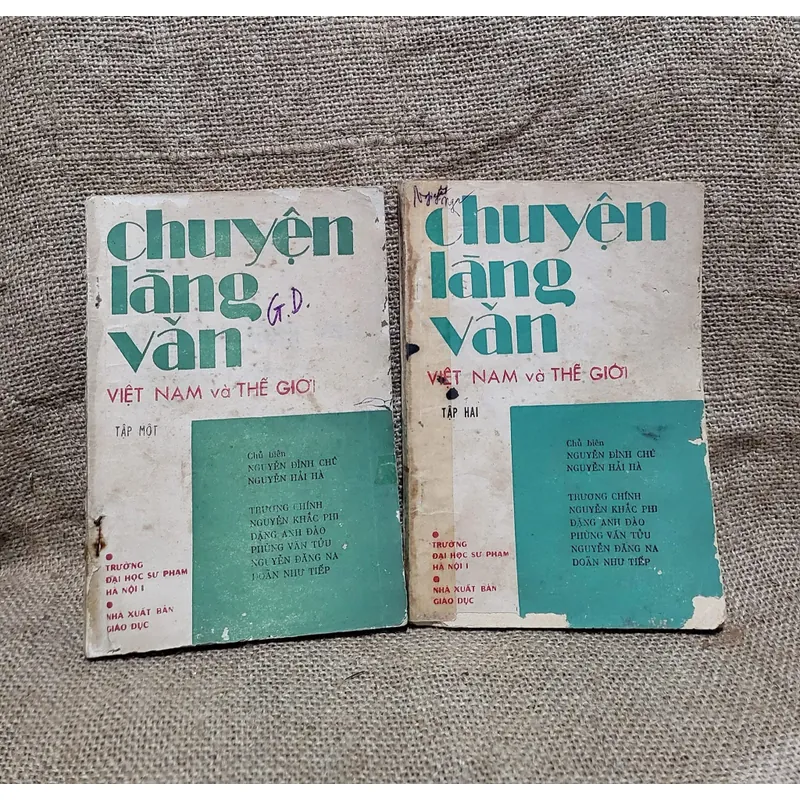 chuyện
làng
văn
G.D.
VIỆT NAM và THẾ GIỚI
TẬP MỘT
Chủ biên
NGUYỄN ĐÌNH CHÚ
NGUYỄN HẢI HÀ
TRƯƠNG CHÍNH
NGUYỄN KHẮC PHI
ĐẶNG ANH ĐÀO
PHÙNG VĂN TỬU
NGUYỄN ĐĂNG NA
DOÃN NHƯ TIẾP
TRƯỜNG
ĐẠI HỌC SƯ PHẠM
HÀ NỘI I
NHÀ XUẤT BẢN
GIÁO DỤC
chuyện
làng
văn
VIỆT NAM và THẾ GIỚI
TẬP HAI
Chủ biên
NGUYỄN ĐÌNH CHÚ
NGUYỄN HẢI HÀ
TRƯƠNG CHÍNH
NGUYỄN KHẮC PHI
ĐẶNG ANH ĐÀO
PHÙNG VĂN TỬU
NGUYỄN ĐĂNG NA
DOÃN NHƯ TIẾP
TRƯỜNG
ĐẠI HỌC SƯ PHẠM
HÀ NỘI I
NHÀ XUẤT BẢN
GIÁO DỤC